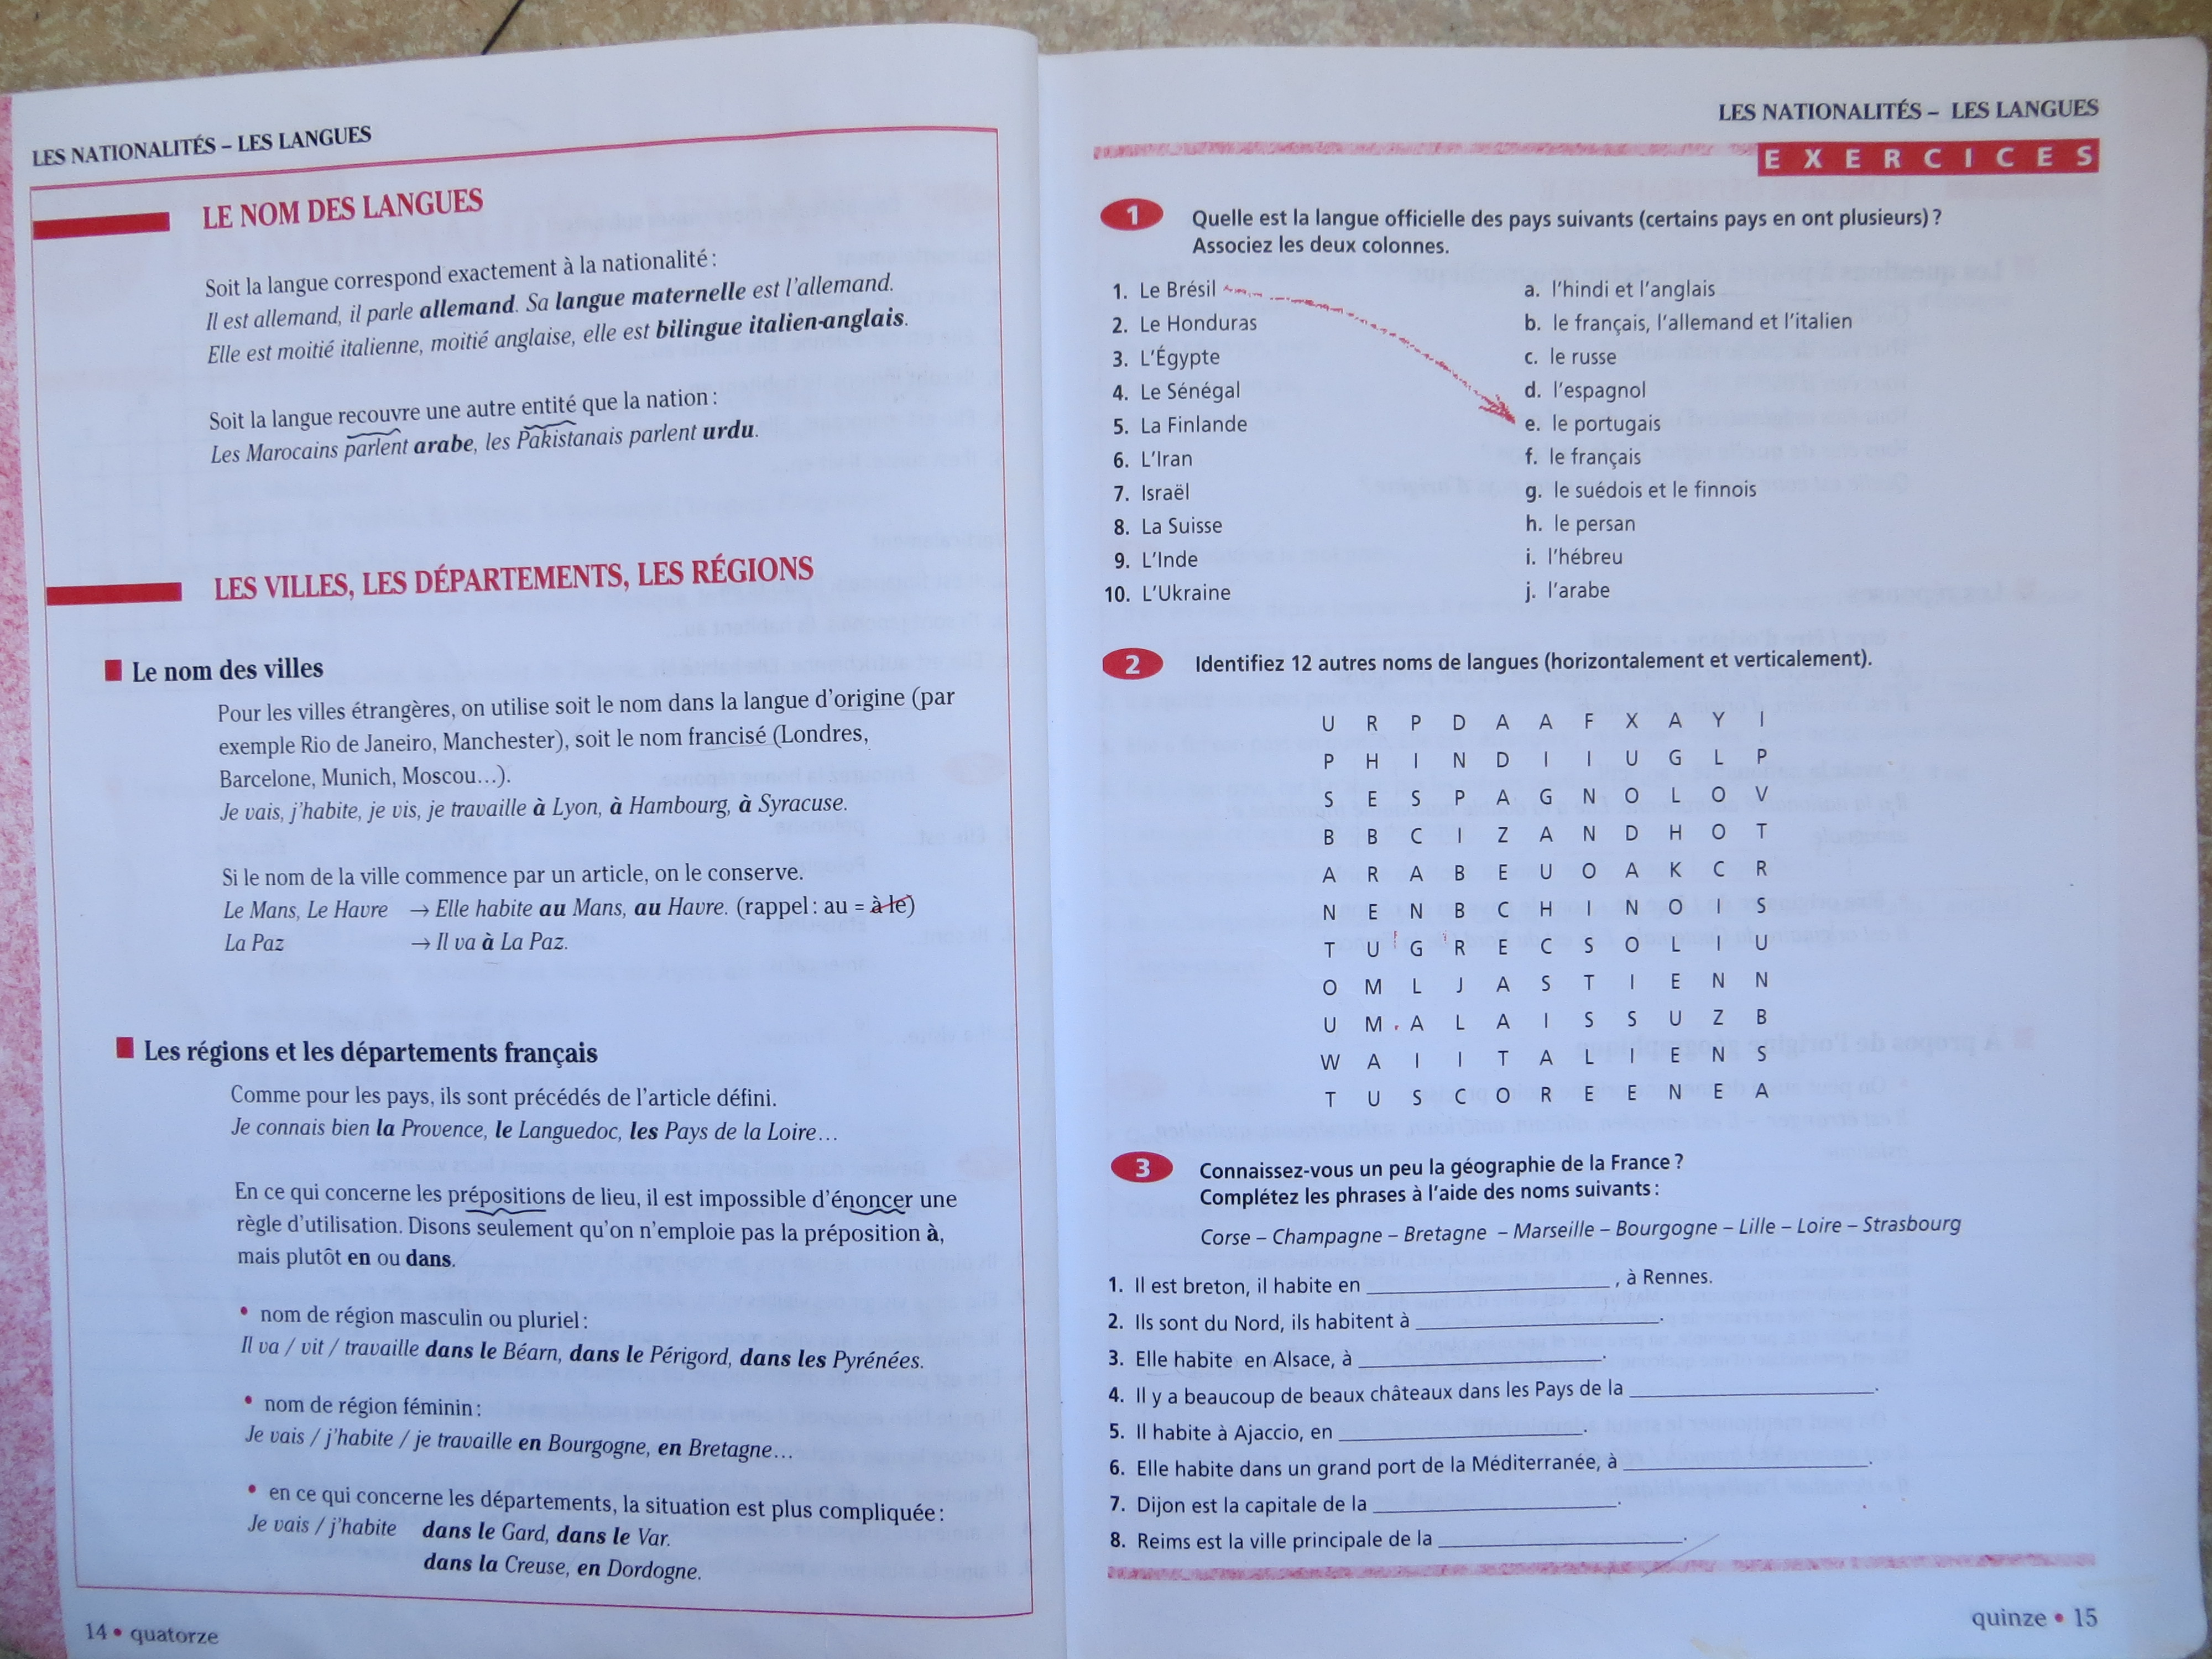 LES NATIONALITÉS – LES LANGUES
LE NOM DES LANGUES
Soit la langue correspond exactement à la nationalité :
Il est allemand, il parle allemand. Sa langue maternelle est l'allemand.
Elle est moitié italienne, moitié anglaise, elle est bilingue italien-anglais.
Soit la langue recouvre une autre entité que la nation :
Les Marocains parlent arabe, les Pakistanais parlent urdu.
LES VILLES, LES DÉPARTEMENTS, LES RÉGIONS
Le nom des villes
Pour les villes étrangères, on utilise soit le nom dans la langue d'origine (par
exemple Rio de Janeiro, Manchester), soit le nom francisé (Londres,
Barcelone, Munich, Moscou…).
Je vais, j'habite, je vis, je travaille à Lyon, à Hambourg, à Syracuse.
Si le nom de la ville commence par un article, on le conserve.
Le Mans, Le Havre → Elle habite au Mans, au Havre. (rappel : au = à le)
La Paz → Il va à La Paz.
Les régions et les départements français
Comme pour les pays, ils sont précédés de l'article défini.
Je connais bien la Provence, le Languedoc, les Pays de la Loire…
En ce qui concerne les prépositions de lieu, il est impossible d'énoncer une
règle d'utilisation. Disons seulement qu'on n'emploie pas la préposition à,
mais plutôt en ou dans.
• nom de région masculin ou pluriel :
Il va / vit / travaille dans le Béarn, dans le Périgord, dans les Pyrénées.
• nom de région féminin :
Je vais / j'habite / je travaille en Bourgogne, en Bretagne…
• en ce qui concerne les départements, la situation est plus compliquée :
Je vais / j'habite dans le Gard, dans le Var.
dans la Creuse, en Dordogne.
14 • quatorze
LES NATIONALITÉS – LES LANGUES
EXERCICES
1 Quelle est la langue officielle des pays suivants (certains pays en ont plusieurs) ?
Associez les deux colonnes.
1. Le Brésil a. l'hindi et l'anglais
2. Le Honduras b. le français, l'allemand et l'italien
3. L'Égypte c. le russe
4. Le Sénégal d. l'espagnol
5. La Finlande e. le portugais
6. L'Iran f. le français
7. Israël g. le suédois et le finnois
8. La Suisse h. le persan
9. L'Inde i. l'hébreu
10. L'Ukraine j. l'arabe
2 Identifiez 12 autres noms de langues (horizontalement et verticalement).
U R P D A A F X A Y I
P H I N D I I U G L P
S E S P A G N O L O V
B B C I Z A N D H O T
A R A B E U O A K C R
N E N B C H I N O I S
T U G R E C S O L I U
O M L J A S T I E N N
U M A L A I S S U Z B
W A I I T A L I E N S
T U S C O R E E N E A
3 Connaissez-vous un peu la géographie de la France ?
Complétez les phrases à l'aide des noms suivants :
Corse – Champagne – Bretagne – Marseille – Bourgogne – Lille – Loire – Strasbourg
1. Il est breton, il habite en ____, à Rennes.
2. Ils sont du Nord, ils habitent à ____.
3. Elle habite en Alsace, à ____.
4. Il y a beaucoup de beaux châteaux dans les Pays de la ____.
5. Il habite à Ajaccio, en ____.
6. Elle habite dans un grand port de la Méditerranée, à ____.
7. Dijon est la capitale de la ____.
8. Reims est la ville principale de la ____.
quinze • 15